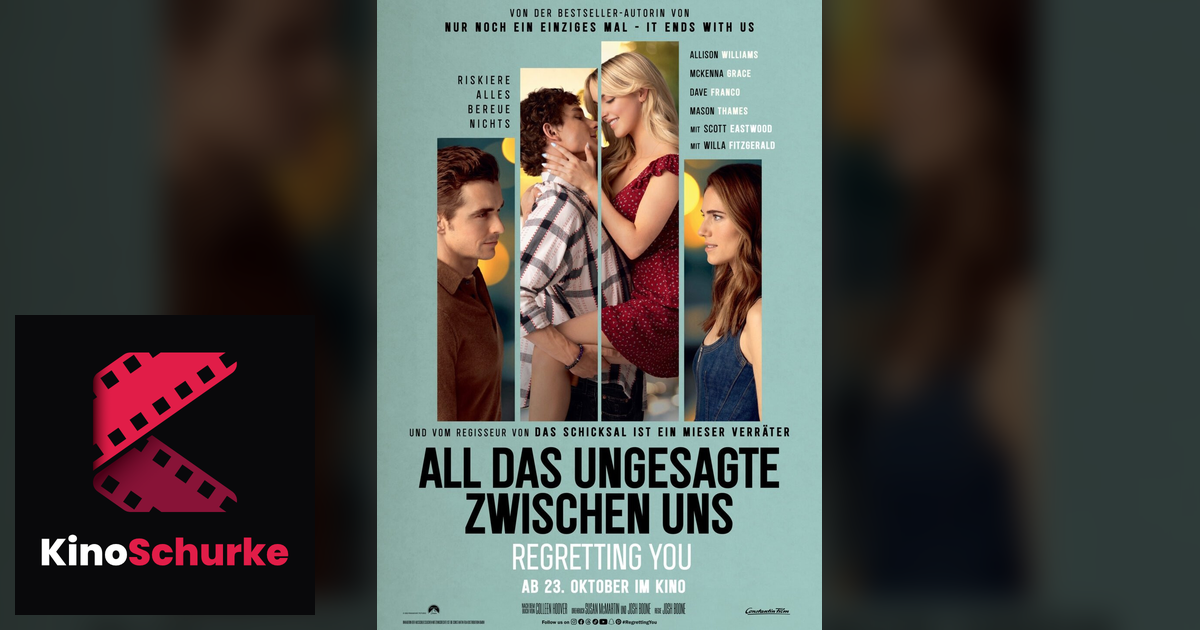 VON DER BESTSELLER-AUTORIN VON
NUR NOCH EIN EINZIGES MAL - IT ENDS WITH US
RISKIERE
ALLES
BEREUE
NICHTS
ALLISON WILLIAMS
MCKENNA GRACE
DAVE FRANCO
MASON THAMES
MIT SCOTT EASTWOOD
MIT WILLA FITZGERALD
UND VOM REGISSEUR VON DAS SCHICKSAL IST EIN MIESER VERRÄTER
ALL DAS UNGESAGTE
ZWISCHEN UNS
REGRETTING YOU
AB 23. OKTOBER IM KINO
COLLEEN HOOVER SUSAN McMARTIN UND JOSH BOONE REGIE JOSH BOONE
Constantin Film
Follow us on #RegrettingYou
KinoSchurke